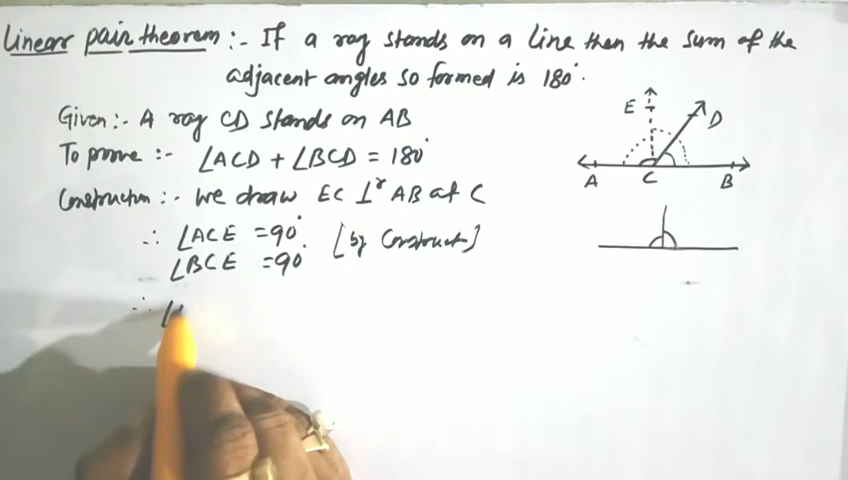 Linear pair theorem :- If a ray stands on a line then the sum of the
adjacent angles so formed is 180°.
Given :- A ray CD stands on AB
To prove :- ∠ACD + ∠BCD = 180°
Construction :- We draw EC ⊥r AB at C
∴ ∠ACE = 90° [by Construct]
∠BCE = 90
∴ ∠
E
D
A
C
B